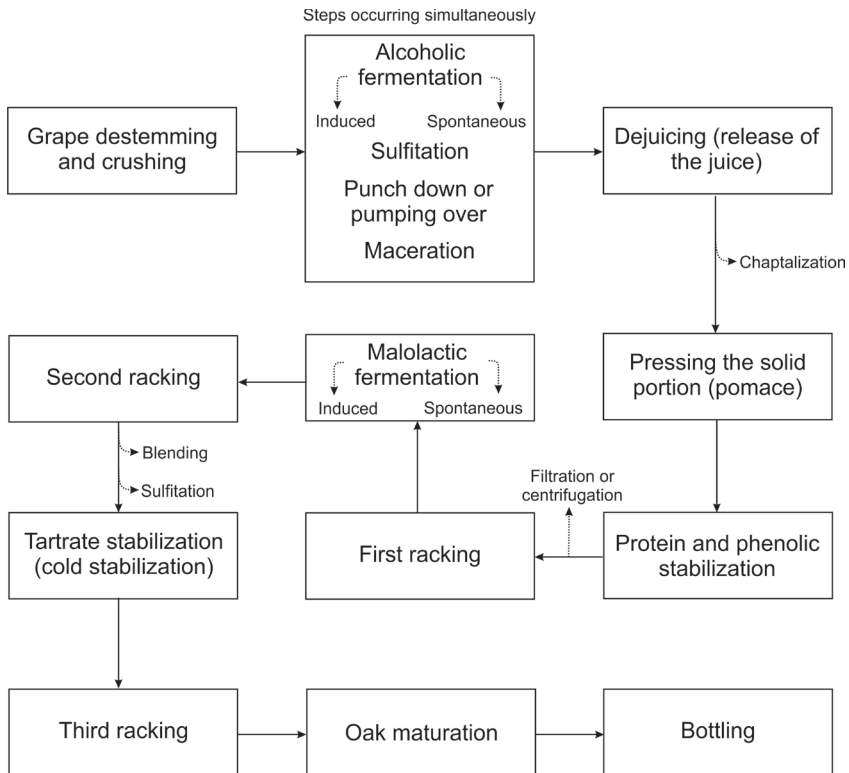 Steps occurring simultaneously
Grape destemming
and crushing
Alcoholic
fermentation
Induced
Spontaneous
Sulfitation
Punch down or
pumping over
Maceration
Dejuicing (release of
the juice)
Chaptalization
Pressing the solid
portion (pomace)
Protein and phenolic
stabilization
Filtration or
centrifugation
First racking
Malolactic
fermentation
Induced
Spontaneous
Second racking
Blending
Sulfitation
Tartrate stabilization
(cold stabilization)
Third racking
Oak maturation
Bottling